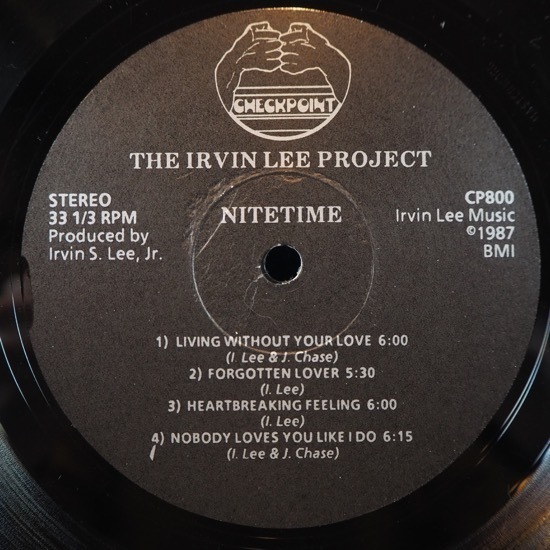 CHECKPOINT
THE IRVIN LEE PROJECT
STEREO
33 1/3 RPM
Produced by
Irvin S. Lee, Jr.
NITETIME
CP800
Irvin Lee Music
©1987
BMI
1) LIVING WITHOUT YOUR LOVE 6:00
(I. Lee & J. Chase)
2) FORGOTTEN LOVER 5:30
(I. Lee)
3) HEARTBREAKING FEELING 6:00
(I. Lee)
4) NOBODY LOVES YOU LIKE I DO 6:15
(I. Lee & J. Chase)